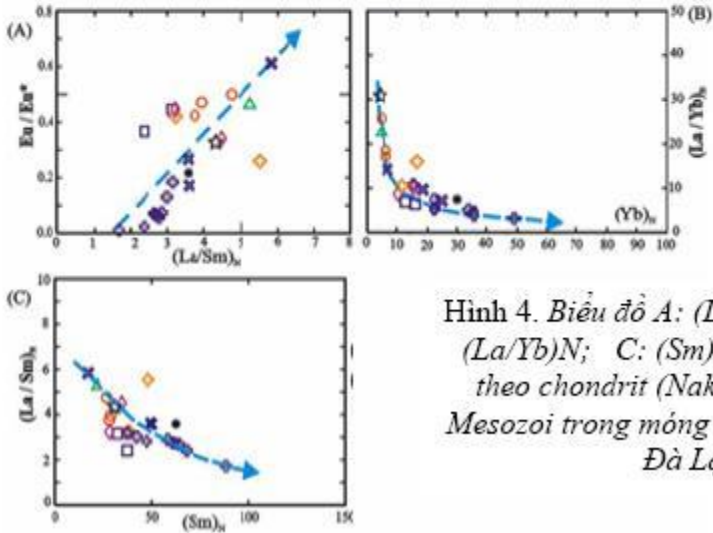 (A)
0.8
0.6
0.4
0.2
0.0
Eu / Eu*
0 1 2 3 4 5 6 7 8
(La/Sm)N
(B)
50
40
30
20
10
0
(La / Yb)N
(Yb)N
0 10 20 30 40 50 60 70 80 90 100
(C)
10
8
6
4
2
0
(La / Sm)N
0 50 100 150
(Sm)N
Hình 4. Biểu đồ A: (L
(La/Yb)N; C: (Sm)
theo chondrit (Nak
Mesozoi trong móng
Đà La